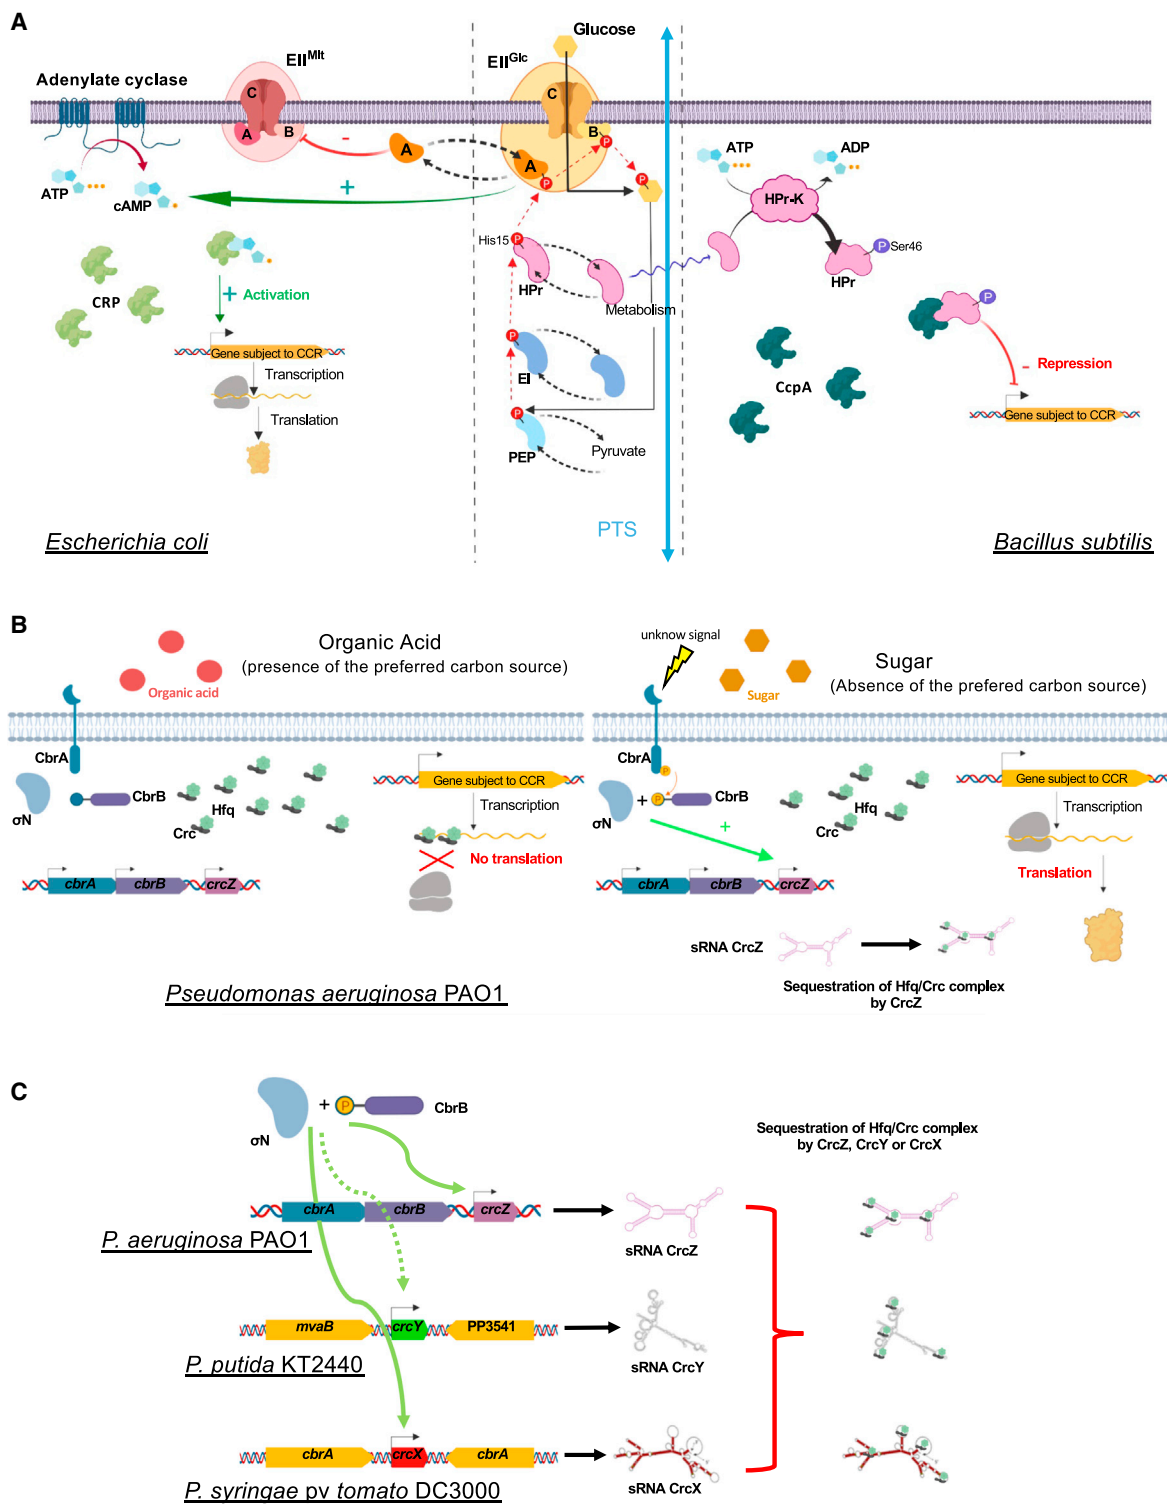 A
Glucose
EII^Mlt
EII^Glc
Adenylate cyclase
C
A
B
C
B
A
A
P
P
P
-
+
ATP
cAMP
ATP
ADP
HPr-K
His15
P
HPr
Metabolism
P
Ser46
HPr
CRP
+ Activation
Gene subject to CCR
Transcription
Translation
P
EI
P
PEP
Pyruvate
CcpA
P
- Repression
Gene subject to CCR
PTS
Escherichia coli
Bacillus subtilis
B
Organic Acid
(presence of the preferred carbon source)
Organic acid
CbrA
σN
CbrB
Hfq
Crc
Gene subject to CCR
Transcription
No translation
cbrA
cbrB
crcZ
unknow signal
Sugar
(Absence of the prefered carbon source)
Sugar
CbrA
P
σN
+
P
CbrB
+
Hfq
Crc
Gene subject to CCR
Transcription
Translation
cbrA
cbrB
crcZ
sRNA CrcZ
Sequestration of Hfq/Crc complex
by CrcZ
Pseudomonas aeruginosa PAO1
C
σN
+
P
CbrB
Sequestration of Hfq/Crc complex
by CrcZ, CrcY or CrcX
cbrA
cbrB
crcZ
P. aeruginosa PAO1
sRNA CrcZ
mvaB
crcY
PP3541
P. putida KT2440
sRNA CrcY
cbrA
crcX
cbrA
P. syringae pv tomato DC3000
sRNA CrcX